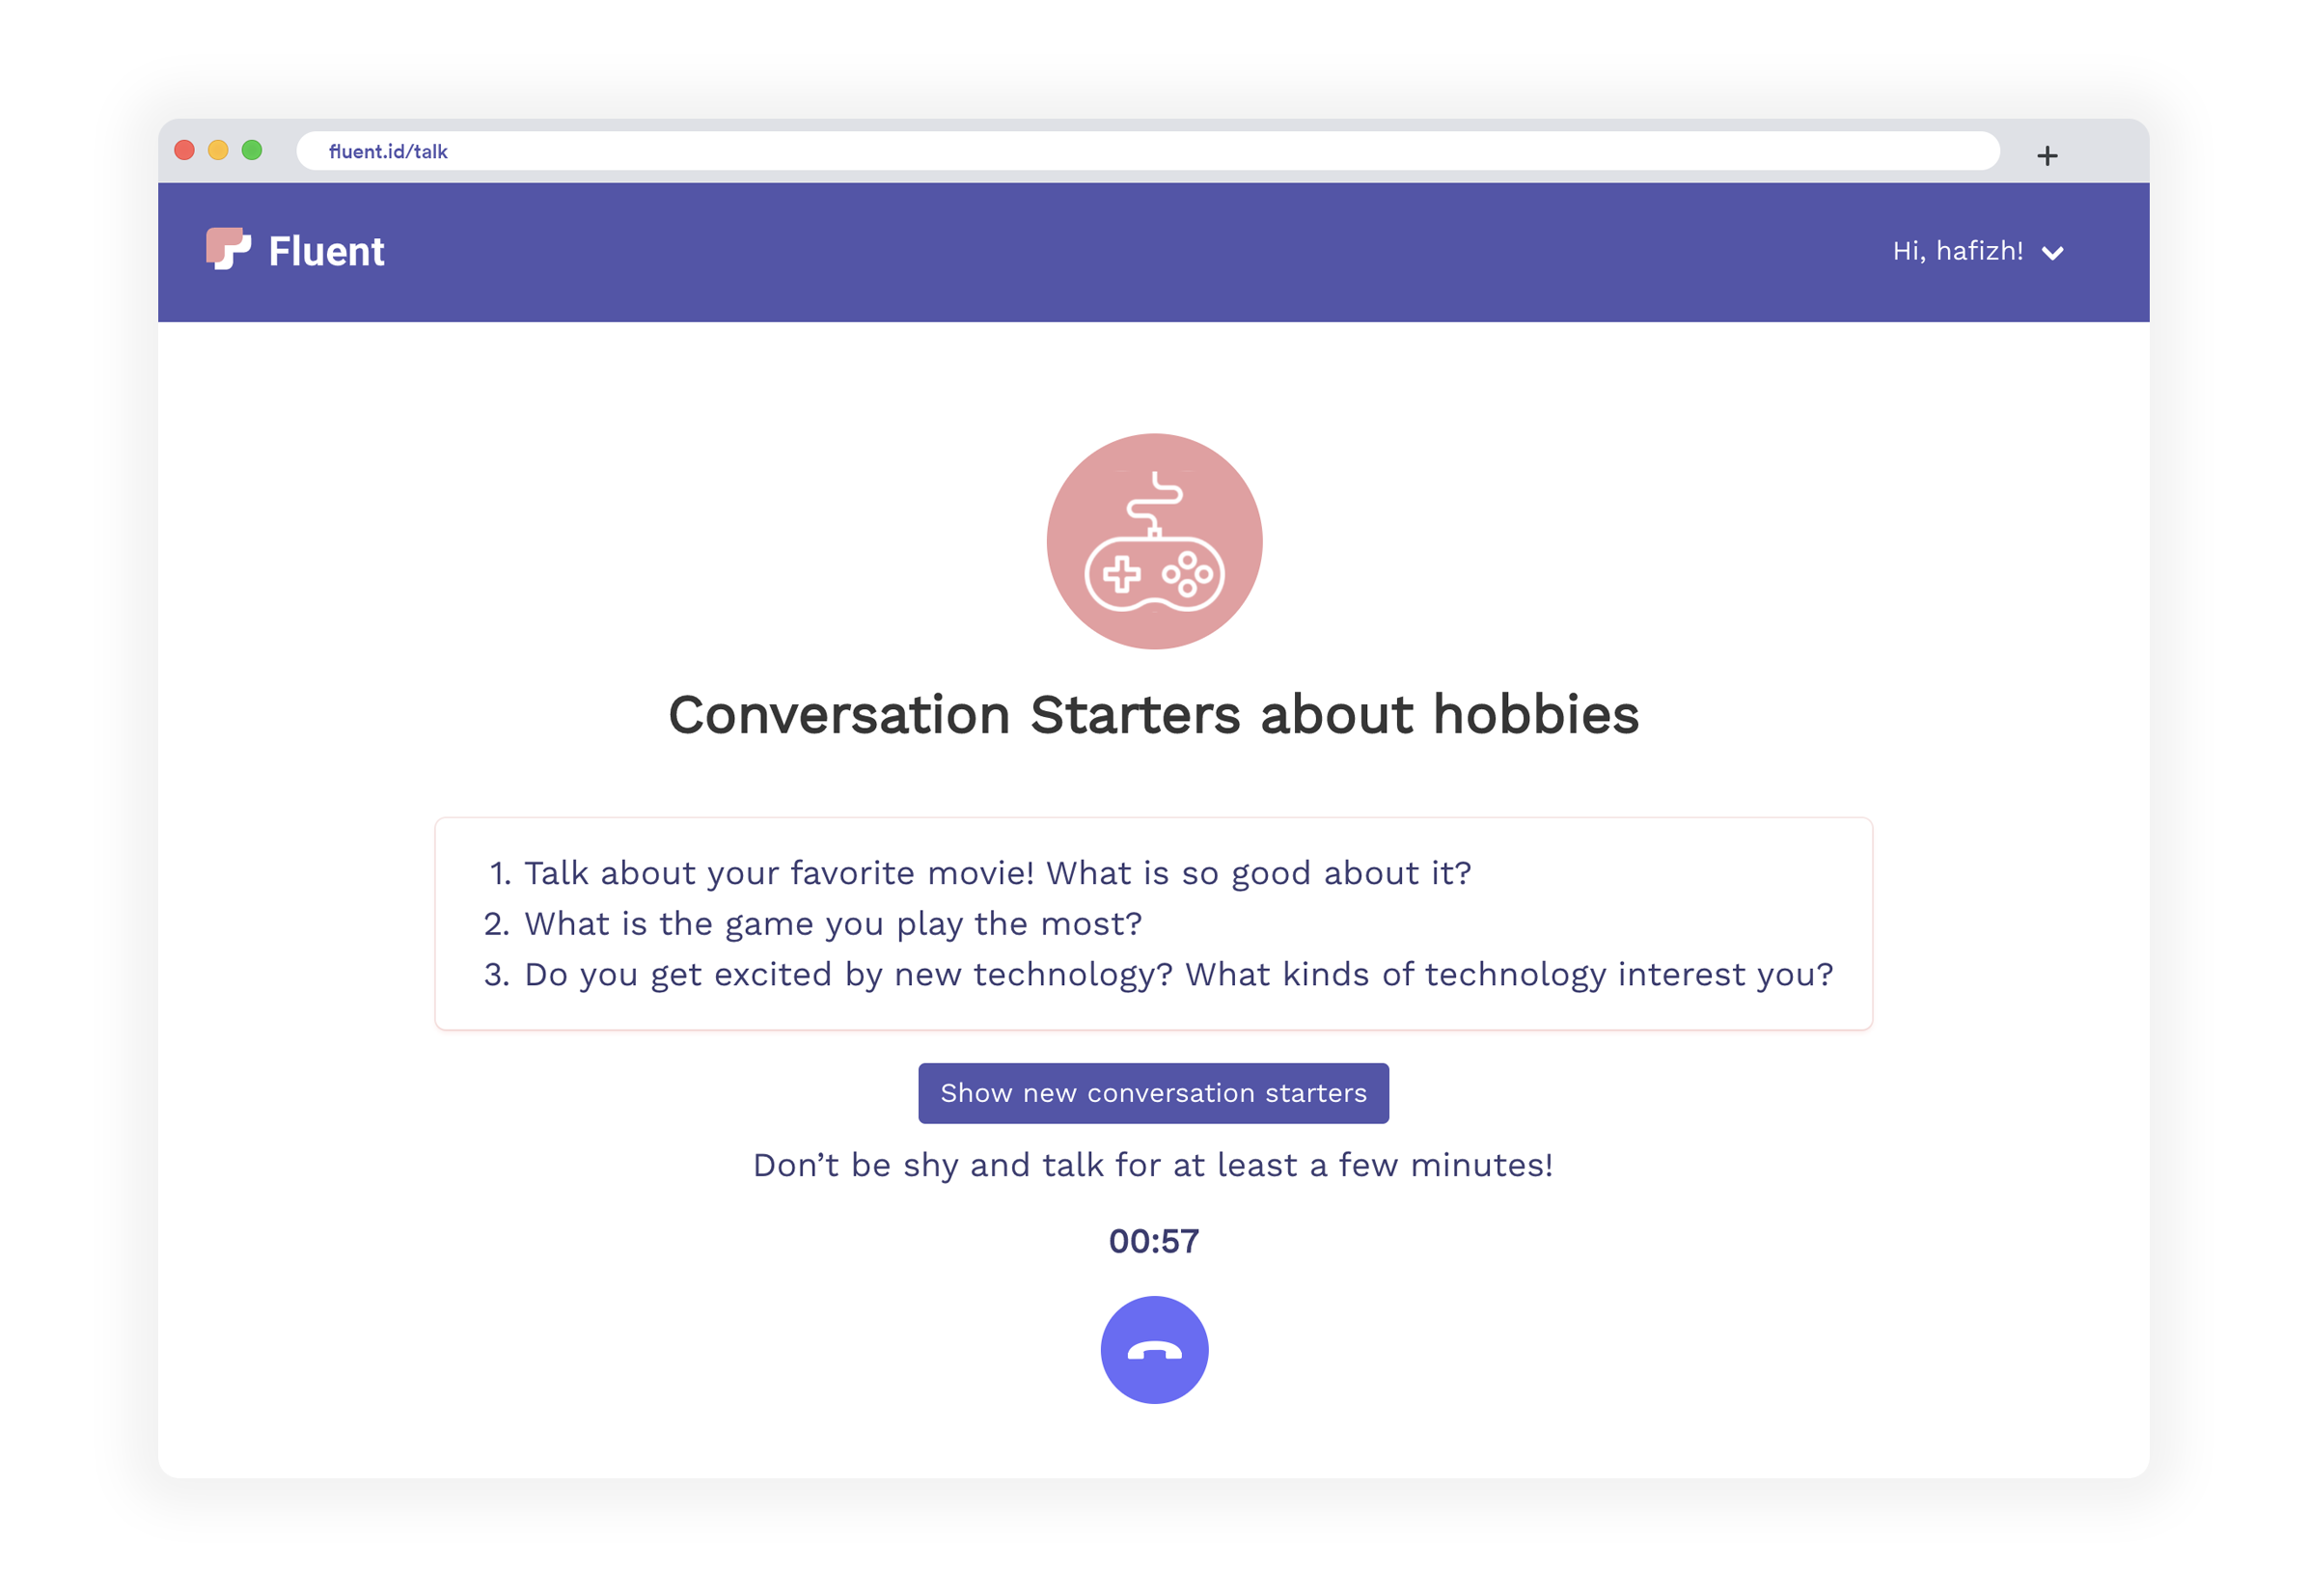 fluent.id/talk
Fluent
Hi, hafizh!
Conversation Starters about hobbies
1. Talk about your favorite movie! What is so good about it?
2. What is the game you play the most?
3. Do you get excited by new technology? What kinds of technology interest you?
Show new conversation starters
Don’t be shy and talk for at least a few minutes!
00:57